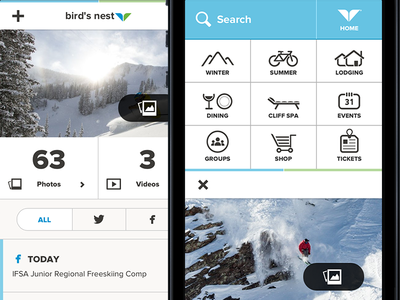 bird's nest
63
Photos
3
Videos
ALL
TODAY
IFSA Junior Regional Freeskiing Comp
Search
HOME
WINTER
SUMMER
LODGING
DINING
CLIFF SPA
31
EVENTS
GROUPS
SHOP
TICKETS